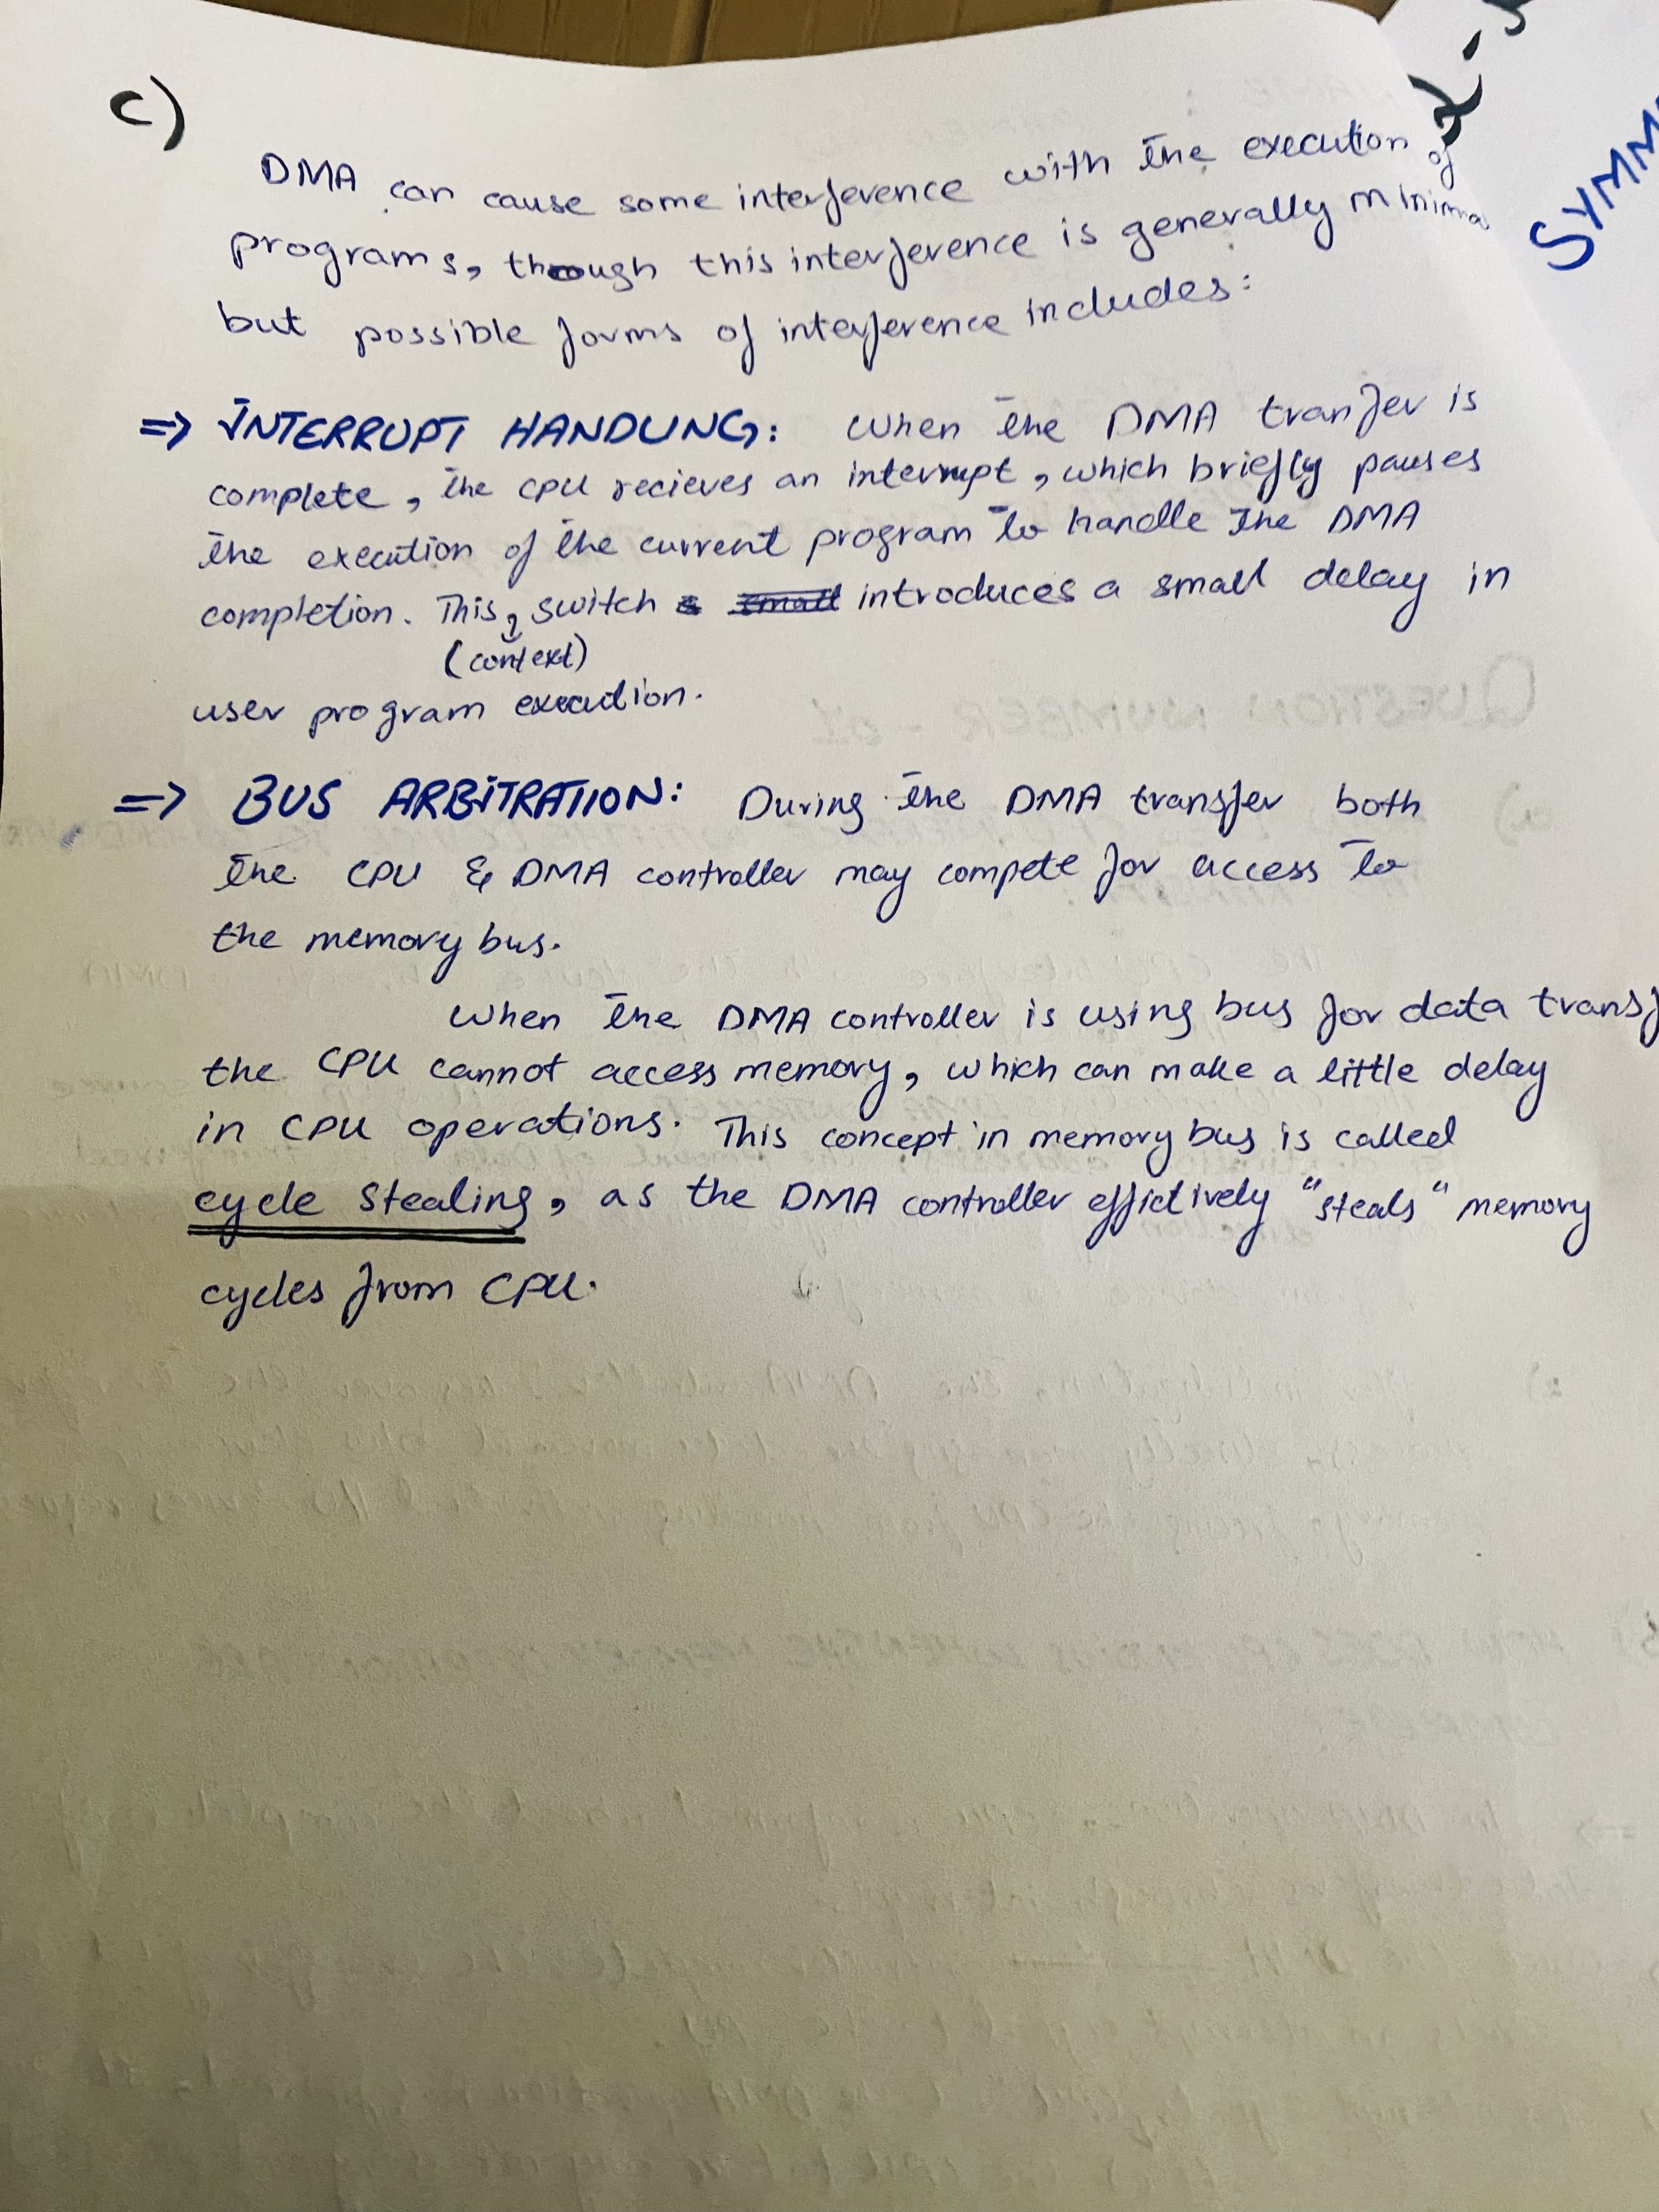 c)
DMA can cause some interference with the execution of
programs, though this interference is generally minima
but possible forms of interference includes:
=> INTERRUPT HANDLING: When the DMA tranfer is
complete, the CPU recieves an interrupt, which briefly pauses
the execution of the current program to handle the DMA
completion. This, switch introduces a small delay in
(context)
user program execution.
=> BUS ARBITRATION: During the DMA transfer both
the CPU & DMA controller may compete for access to
the memory bus.
When the DMA controller is using bus for data transf
the CPU cannot access memory, which can make a little delay
in CPU operations. This concept in memory bus is called
cycle stealing, as the DMA controller effictively "steals" memory
cycles from CPU.
SYMM